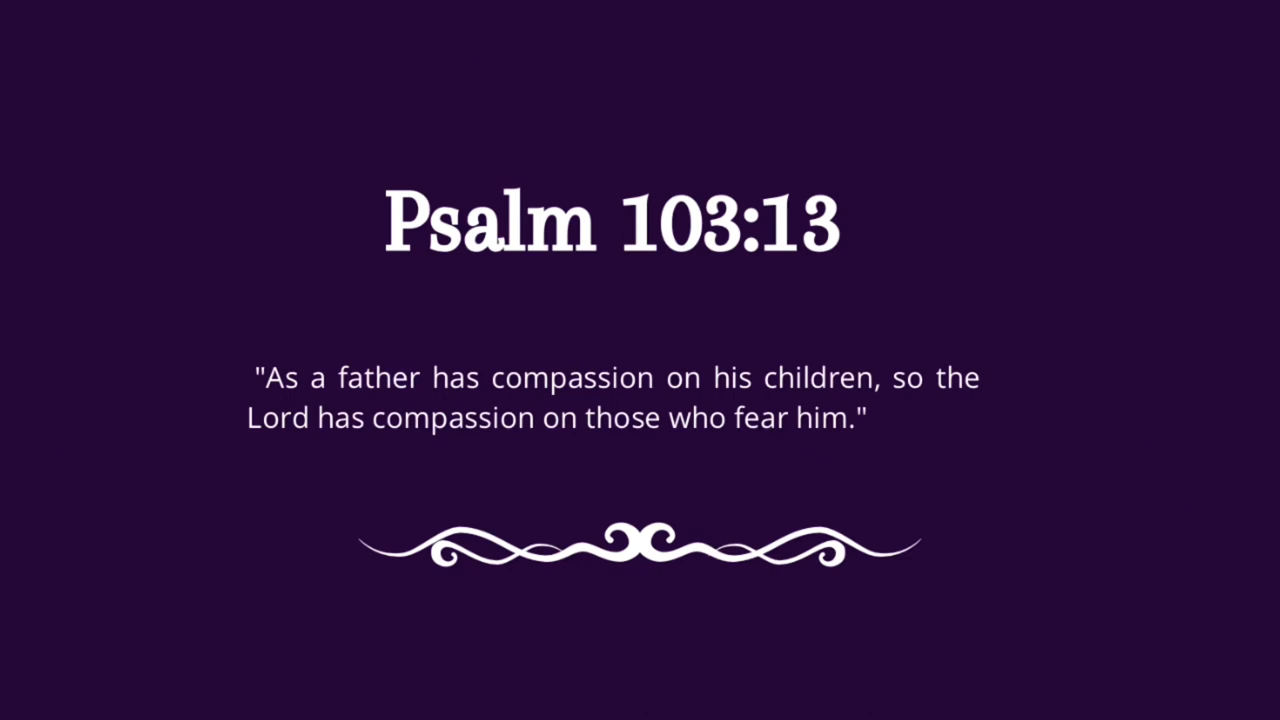 Psalm 103:13
"As a father has compassion on his children, so the
Lord has compassion on those who fear him."